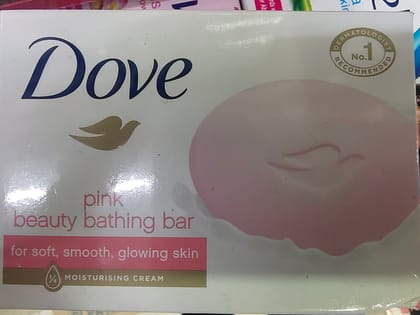 Dove
DERMATOLOGIST
No.1
RECOMMENDED
pink
beauty bathing bar
for soft, smooth, glowing skin
¼ MOISTURISING CREAM